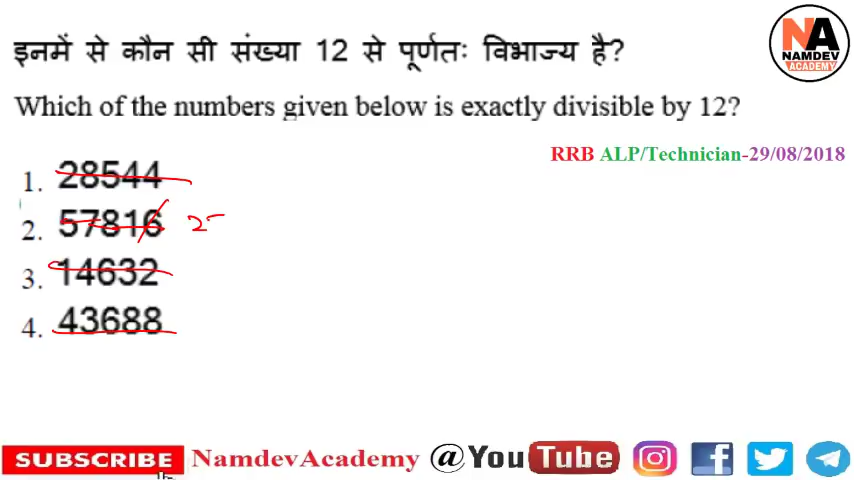 इनमें से कौन सी संख्या 12 से पूर्णतः विभाज्य है?
NA
NAMDEV
ACADEMY
Which of the numbers given below is exactly divisible by 12?
RRB ALP/Technician-29/08/2018
1. 28544
2. 57816
3. 14632
4. 43688
SUBSCRIBE NamdevAcademy @YouTube